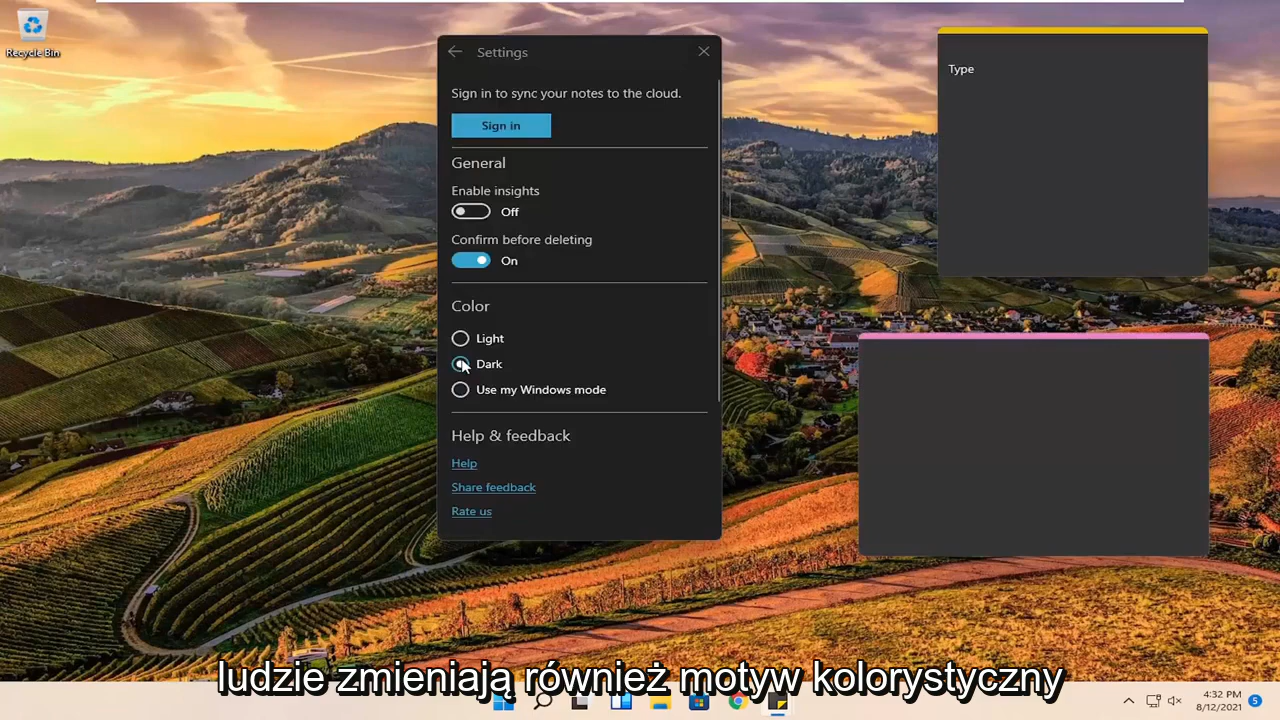 Recycle Bin
Settings
Sign in to sync your notes to the cloud.
Sign in
General
Enable insights
Off
Confirm before deleting
On
Color
Light
Dark
Use my Windows mode
Help & feedback
Help
Share feedback
Rate us
Type
ludzie zmieniają również motyw kolorystyczny
4:32 PM
8/12/2021
5